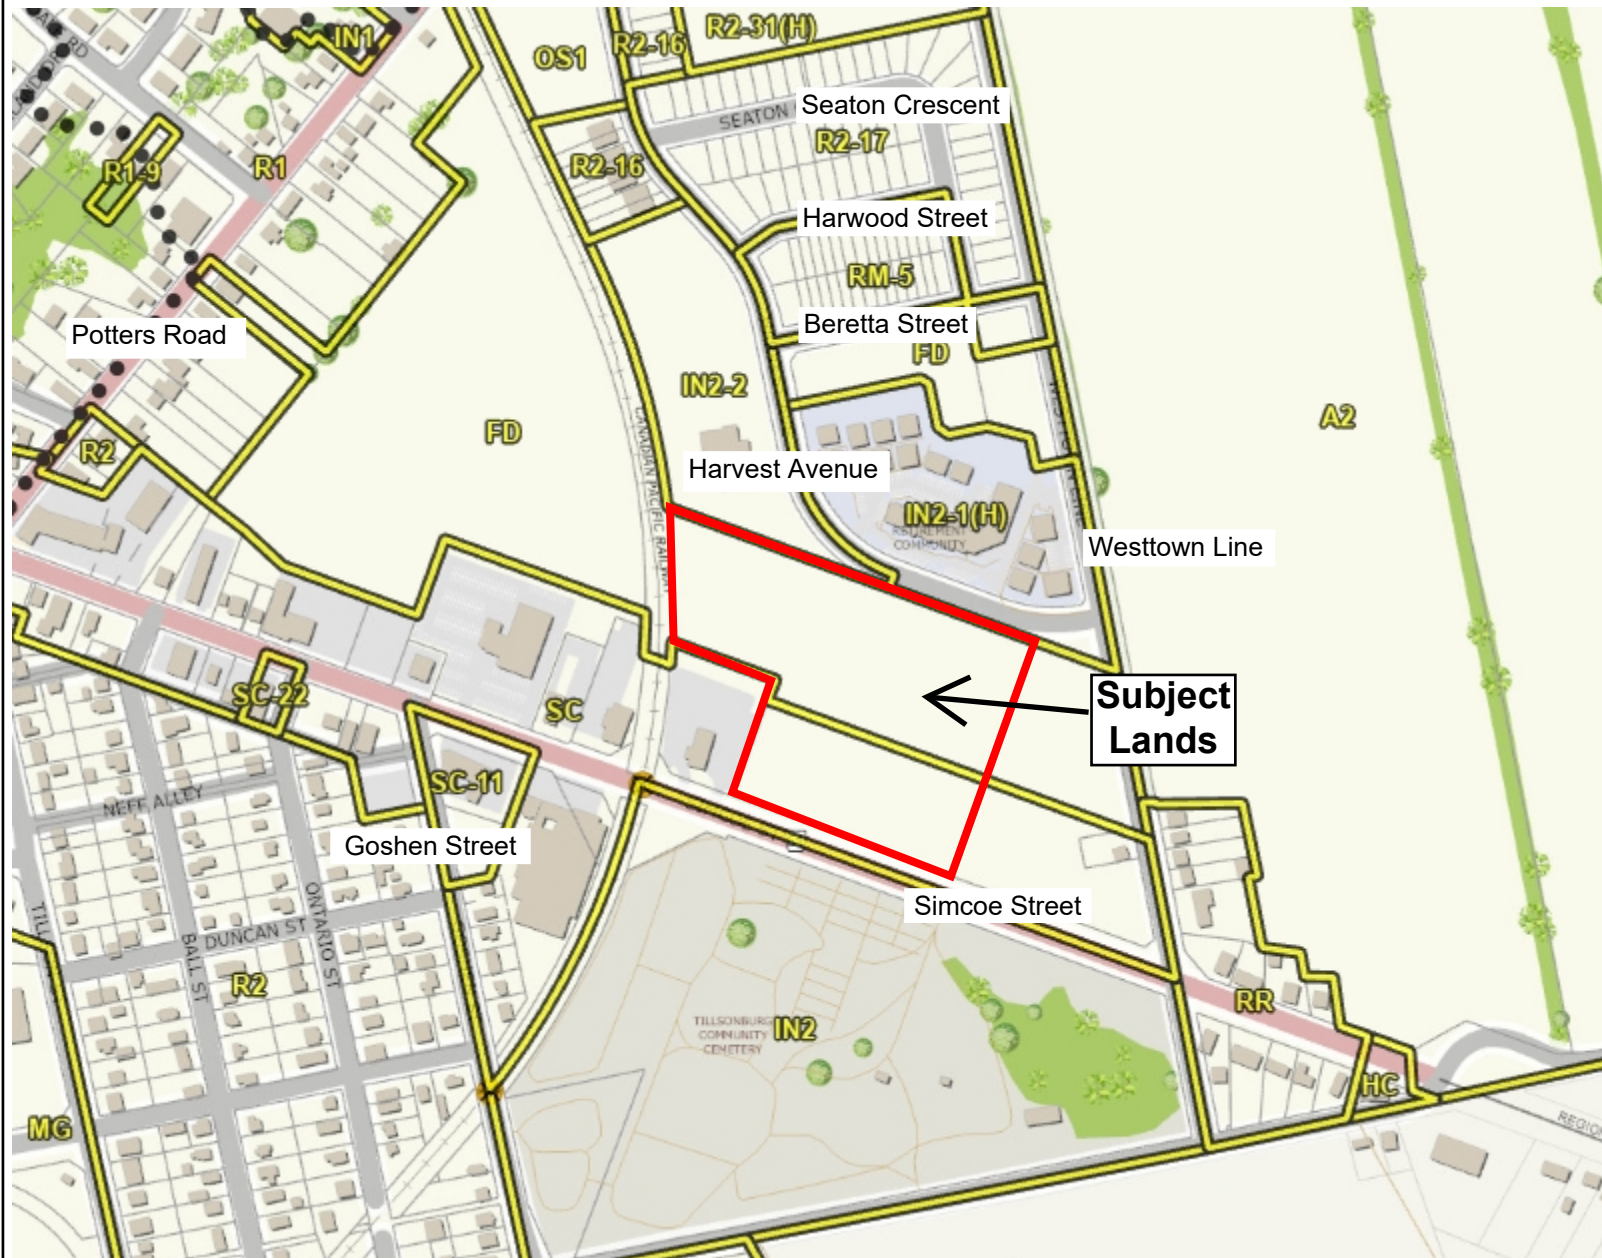 IN1
OS1
R2-16
R2-31(H)
SEATON
Seaton Crescent
R2-17
R1-9
R1
R2-16
Harwood Street
RM-5
Beretta Street
FD
Potters Road
IN2-2
A2
R2
FD
CANADIAN PACIFIC RAILWAY
Harvest Avenue
IN2-1(H)
RETIREMENT
COMMUNITY
Westtown Line
SC-22
SC
Subject
Lands
SC-11
NEFF ALLEY
Goshen Street
Simcoe Street
ONTARIO ST
DUNCAN ST
BALL ST
R2
TILLSONBURG
COMMUNITY
CEMETERY
IN2
RR
HC
MG